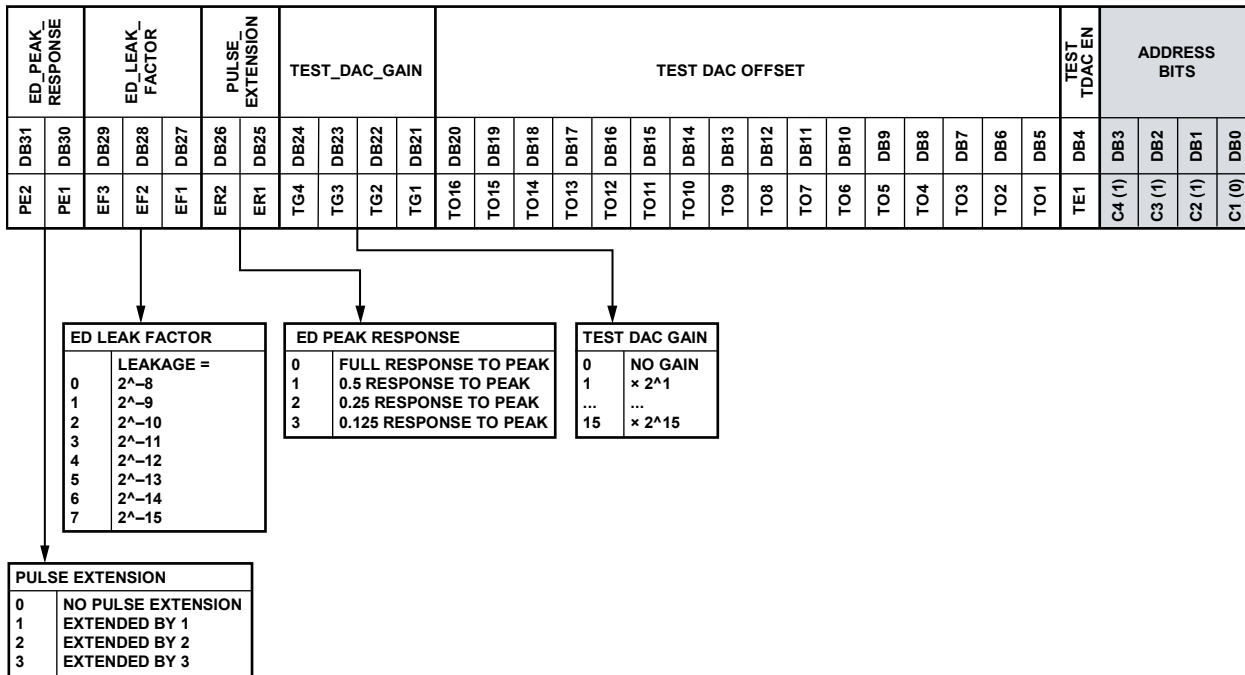 ED_PEAK_
RESPONSE
ED_LEAK_
FACTOR
PULSE_
EXTENSION
TEST_DAC_GAIN
TEST DAC OFFSET
TEST_
TDAC EN
ADDRESS
BITS
DB31 DB30 DB29 DB28 DB27 DB26 DB25 DB24 DB23 DB22 DB21 DB20 DB19 DB18 DB17 DB16 DB15 DB14 DB13 DB12 DB11 DB10 DB9 DB8 DB7 DB6 DB5 DB4 DB3 DB2 DB1 DB0
PE2 PE1 EF3 EF2 EF1 ER2 ER1 TG4 TG3 TG2 TG1 TO16 TO15 TO14 TO13 TO12 TO11 TO10 TO9 TO8 TO7 TO6 TO5 TO4 TO3 TO2 TO1 TE1 C4 (1) C3 (1) C2 (1) C1 (0)
ED LEAK FACTOR
LEAKAGE =
0 2^–8
1 2^–9
2 2^–10
3 2^–11
4 2^–12
5 2^–13
6 2^–14
7 2^–15
ED PEAK RESPONSE
0 FULL RESPONSE TO PEAK
1 0.5 RESPONSE TO PEAK
2 0.25 RESPONSE TO PEAK
3 0.125 RESPONSE TO PEAK
TEST DAC GAIN
0 NO GAIN
1 × 2^1
... ...
15 × 2^15
PULSE EXTENSION
0 NO PULSE EXTENSION
1 EXTENDED BY 1
2 EXTENDED BY 2
3 EXTENDED BY 3